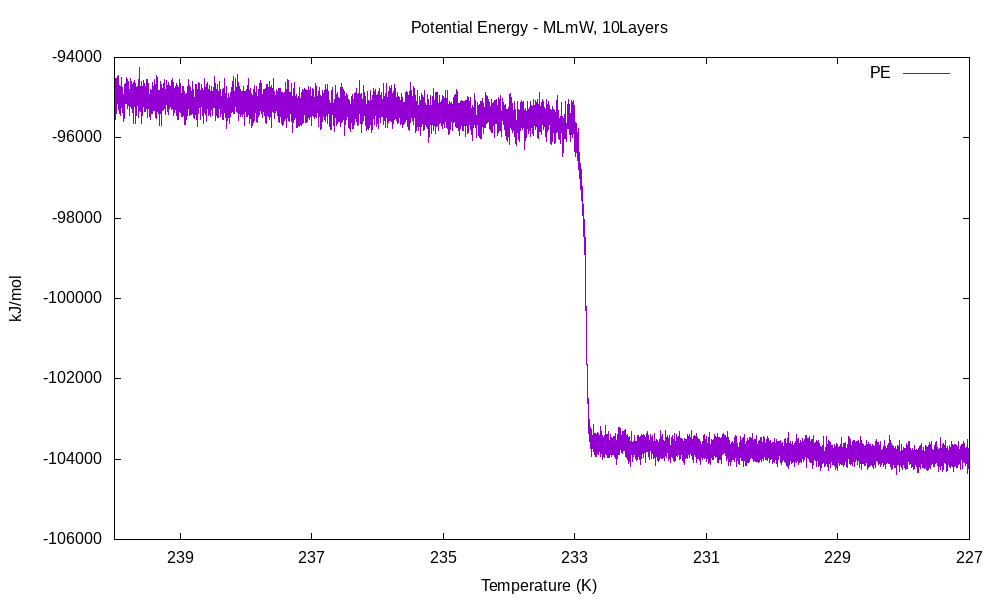 Potential Energy - MLmW, 10Layers
PE
-94000
-96000
-98000
-100000
-102000
-104000
-106000
kJ/mol
239 237 235 233 231 229 227
Temperature (K)